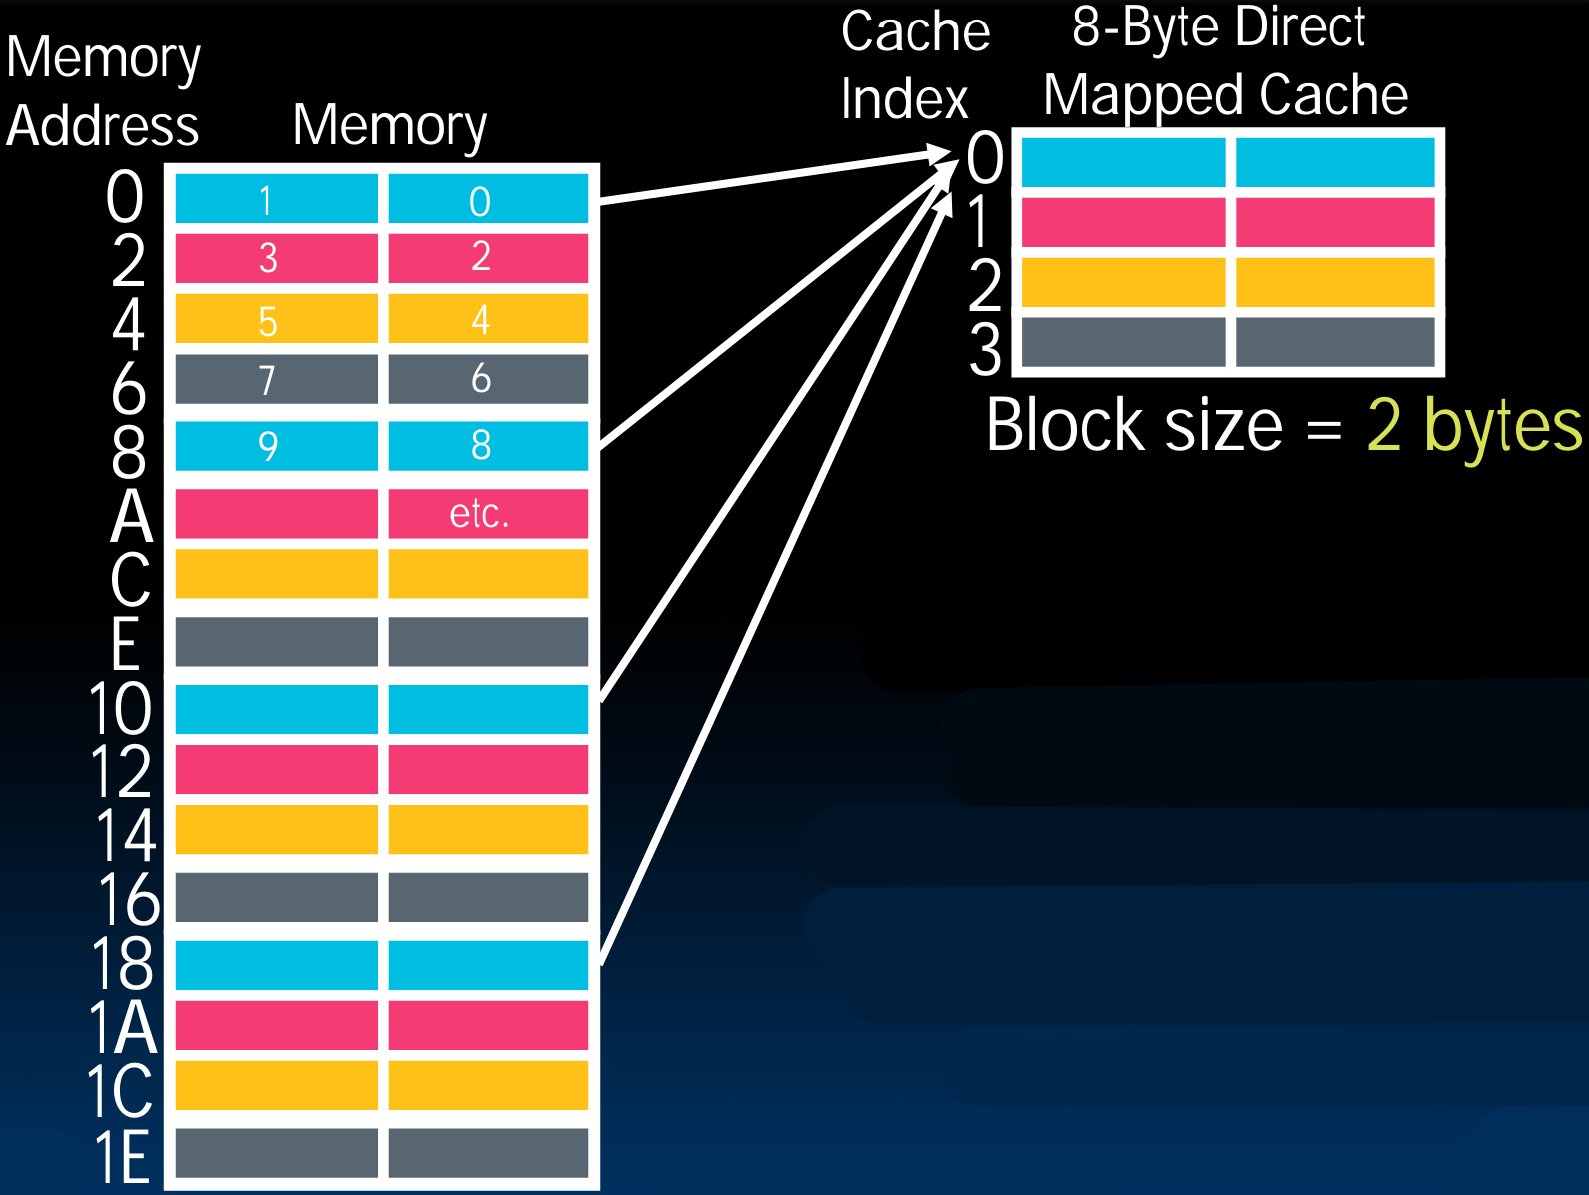 Memory
Address
Memory
0
1 0
2
3 2
4
5 4
6
7 6
8
9 8
A
etc.
C
E
10
12
14
16
18
1A
1C
1E
Cache
Index
8-Byte Direct
Mapped Cache
0
1
2
3
Block size = 2 bytes